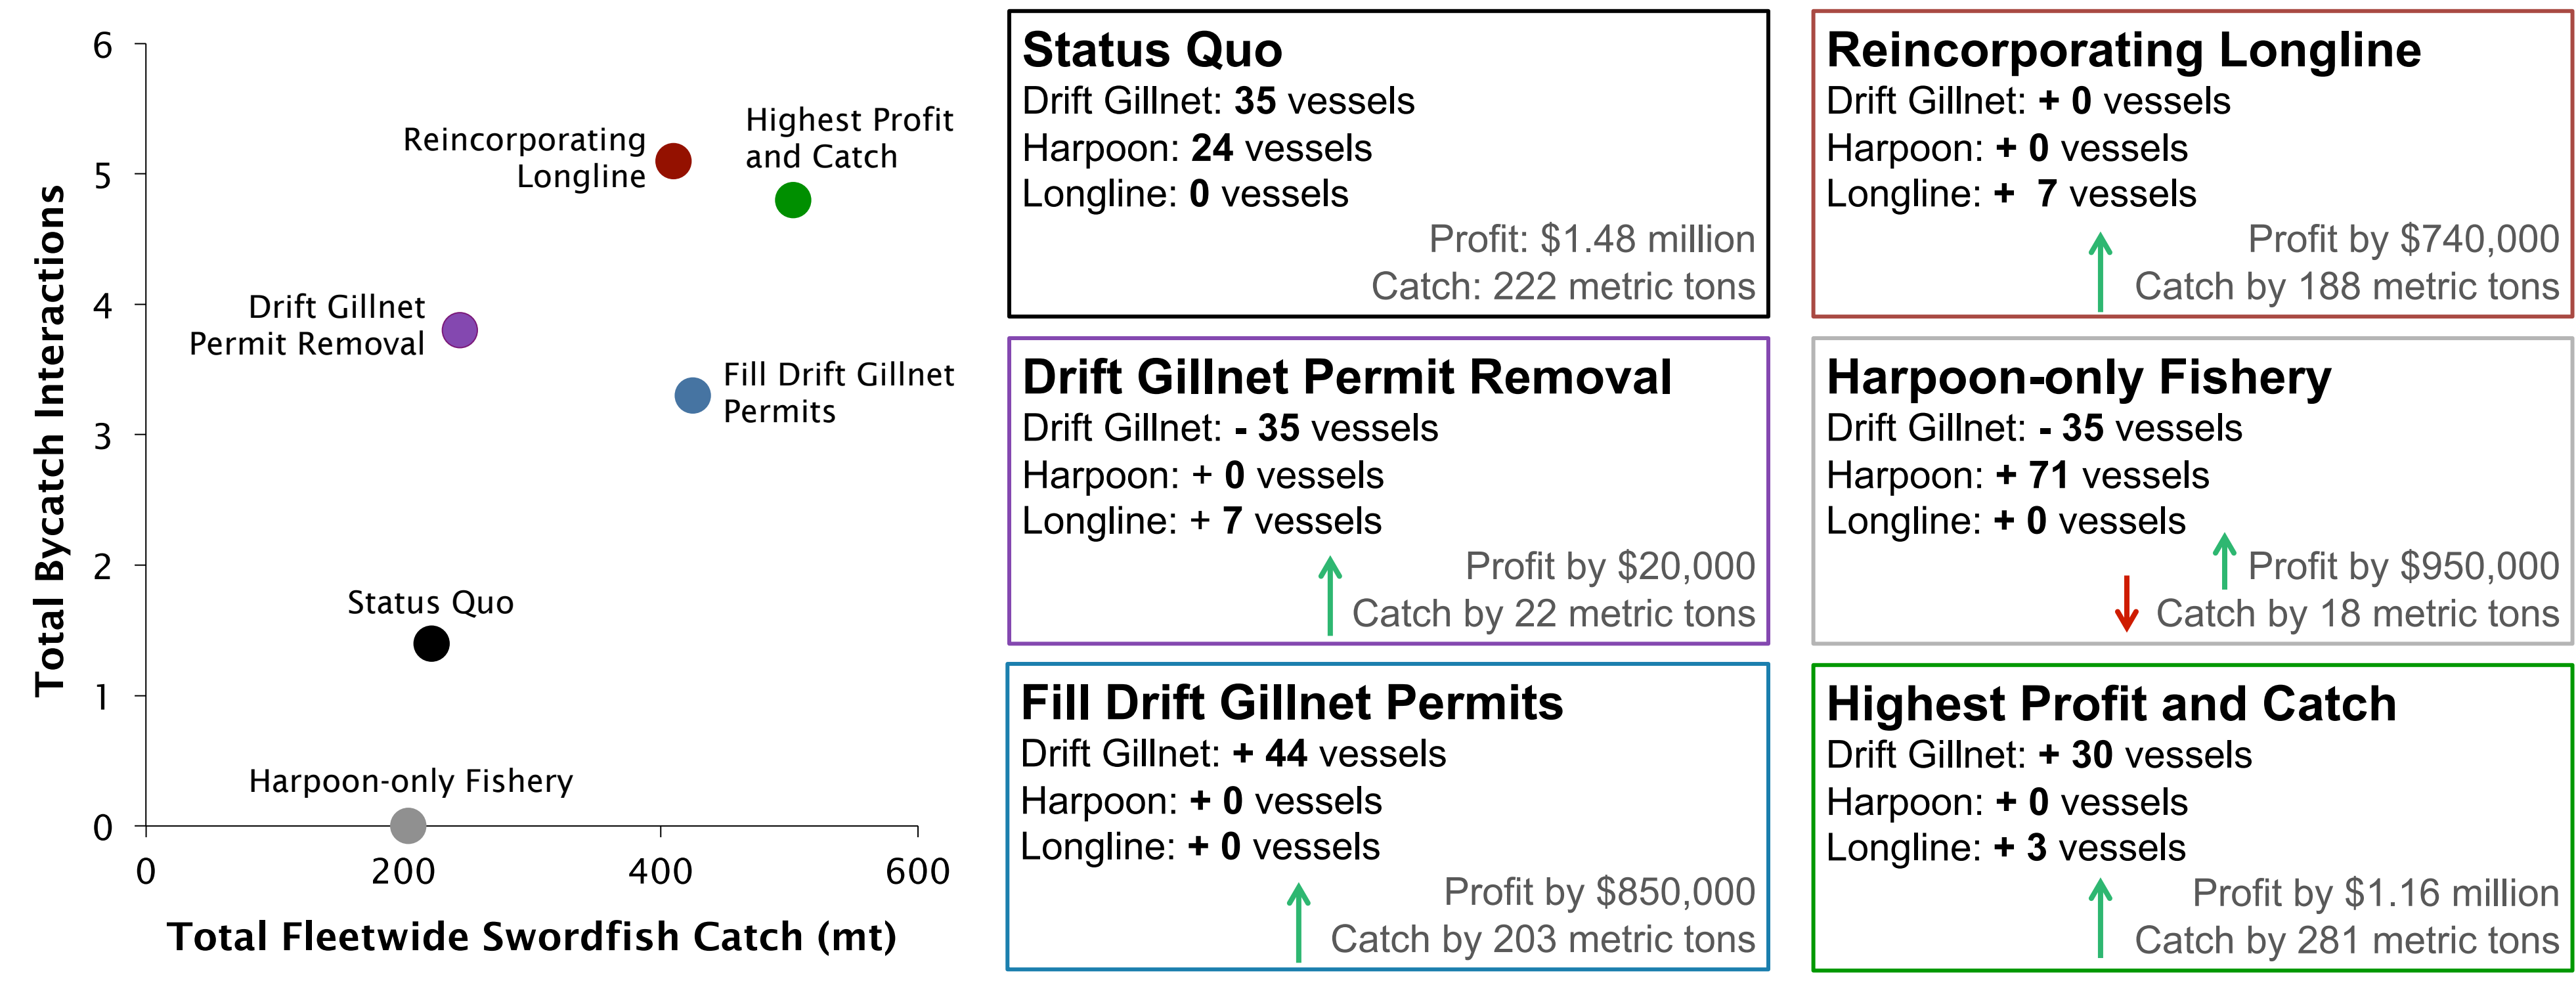 Total Bycatch Interactions
6
5
4
3
2
1
0
0
200
400
600
Total Fleetwide Swordfish Catch (mt)
Reincorporating
Longline
Highest Profit
and Catch
Drift Gillnet
Permit Removal
Fill Drift Gillnet
Permits
Status Quo
Harpoon-only Fishery
Status Quo
Drift Gillnet: 35 vessels
Harpoon: 24 vessels
Longline: 0 vessels
Profit: $1.48 million
Catch: 222 metric tons
Reincorporating Longline
Drift Gillnet: + 0 vessels
Harpoon: + 0 vessels
Longline: + 7 vessels
Profit by $740,000
Catch by 188 metric tons
Drift Gillnet Permit Removal
Drift Gillnet: - 35 vessels
Harpoon: + 0 vessels
Longline: + 7 vessels
Profit by $20,000
Catch by 22 metric tons
Harpoon-only Fishery
Drift Gillnet: - 35 vessels
Harpoon: + 71 vessels
Longline: + 0 vessels
Profit by $950,000
Catch by 18 metric tons
Fill Drift Gillnet Permits
Drift Gillnet: + 44 vessels
Harpoon: + 0 vessels
Longline: + 0 vessels
Profit by $850,000
Catch by 203 metric tons
Highest Profit and Catch
Drift Gillnet: + 30 vessels
Harpoon: + 0 vessels
Longline: + 3 vessels
Profit by $1.16 million
Catch by 281 metric tons